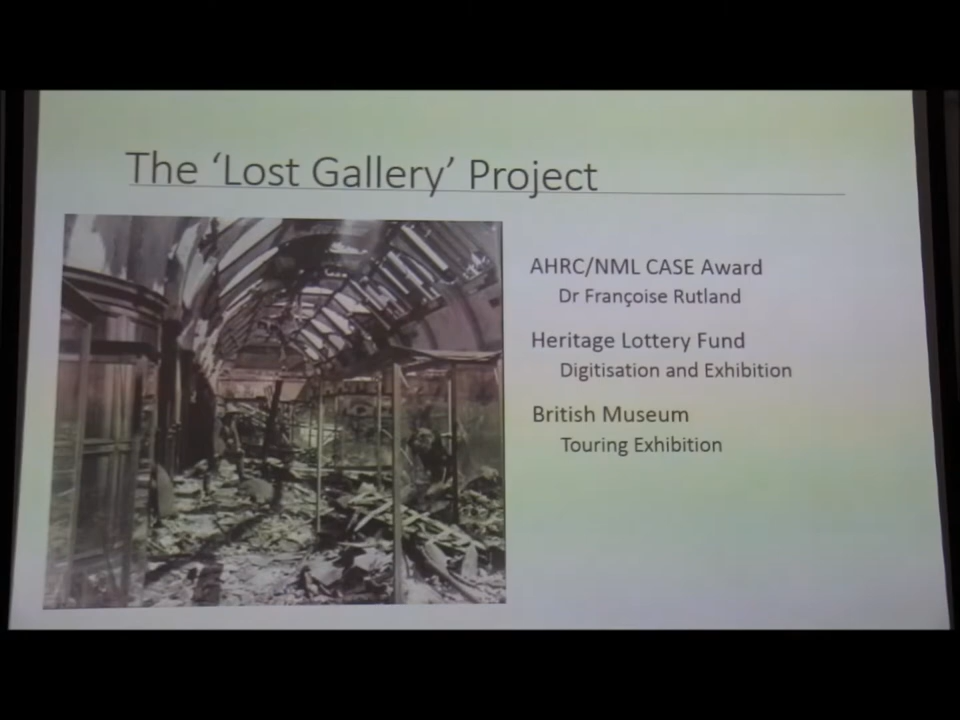 The ‘Lost Gallery’ Project
AHRC/NML CASE Award
Dr Françoise Rutland
Heritage Lottery Fund
Digitisation and Exhibition
British Museum
Touring Exhibition